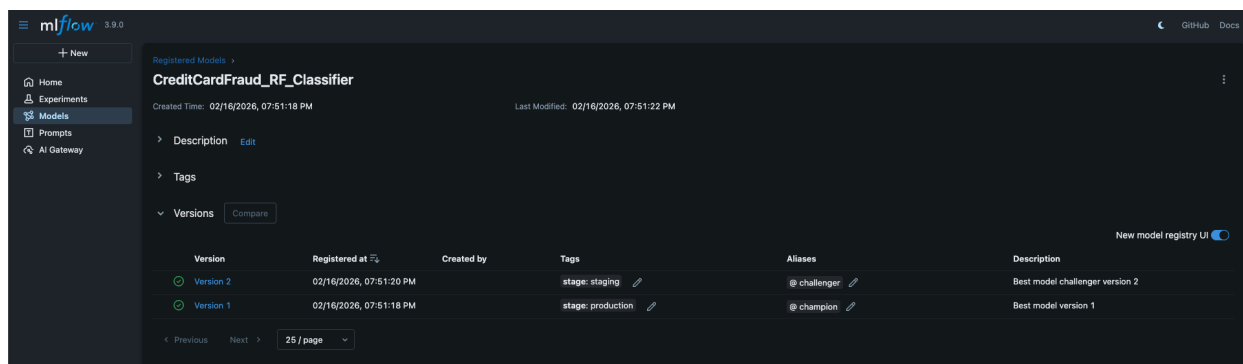 mlflow 3.9.0
GitHub Docs
+ New
Home
Experiments
Models
Prompts
AI Gateway
Registered Models >
CreditCardFraud_RF_Classifier
Created Time: 02/16/2026, 07:51:18 PM Last Modified: 02/16/2026, 07:51:22 PM
> Description Edit
> Tags
Versions Compare
New model registry UI
Version Registered at Created by Tags Aliases Description
Version 2 02/16/2026, 07:51:20 PM stage: staging @ challenger Best model challenger version 2
Version 1 02/16/2026, 07:51:18 PM stage: production @ champion Best model version 1
< Previous Next > 25 / page